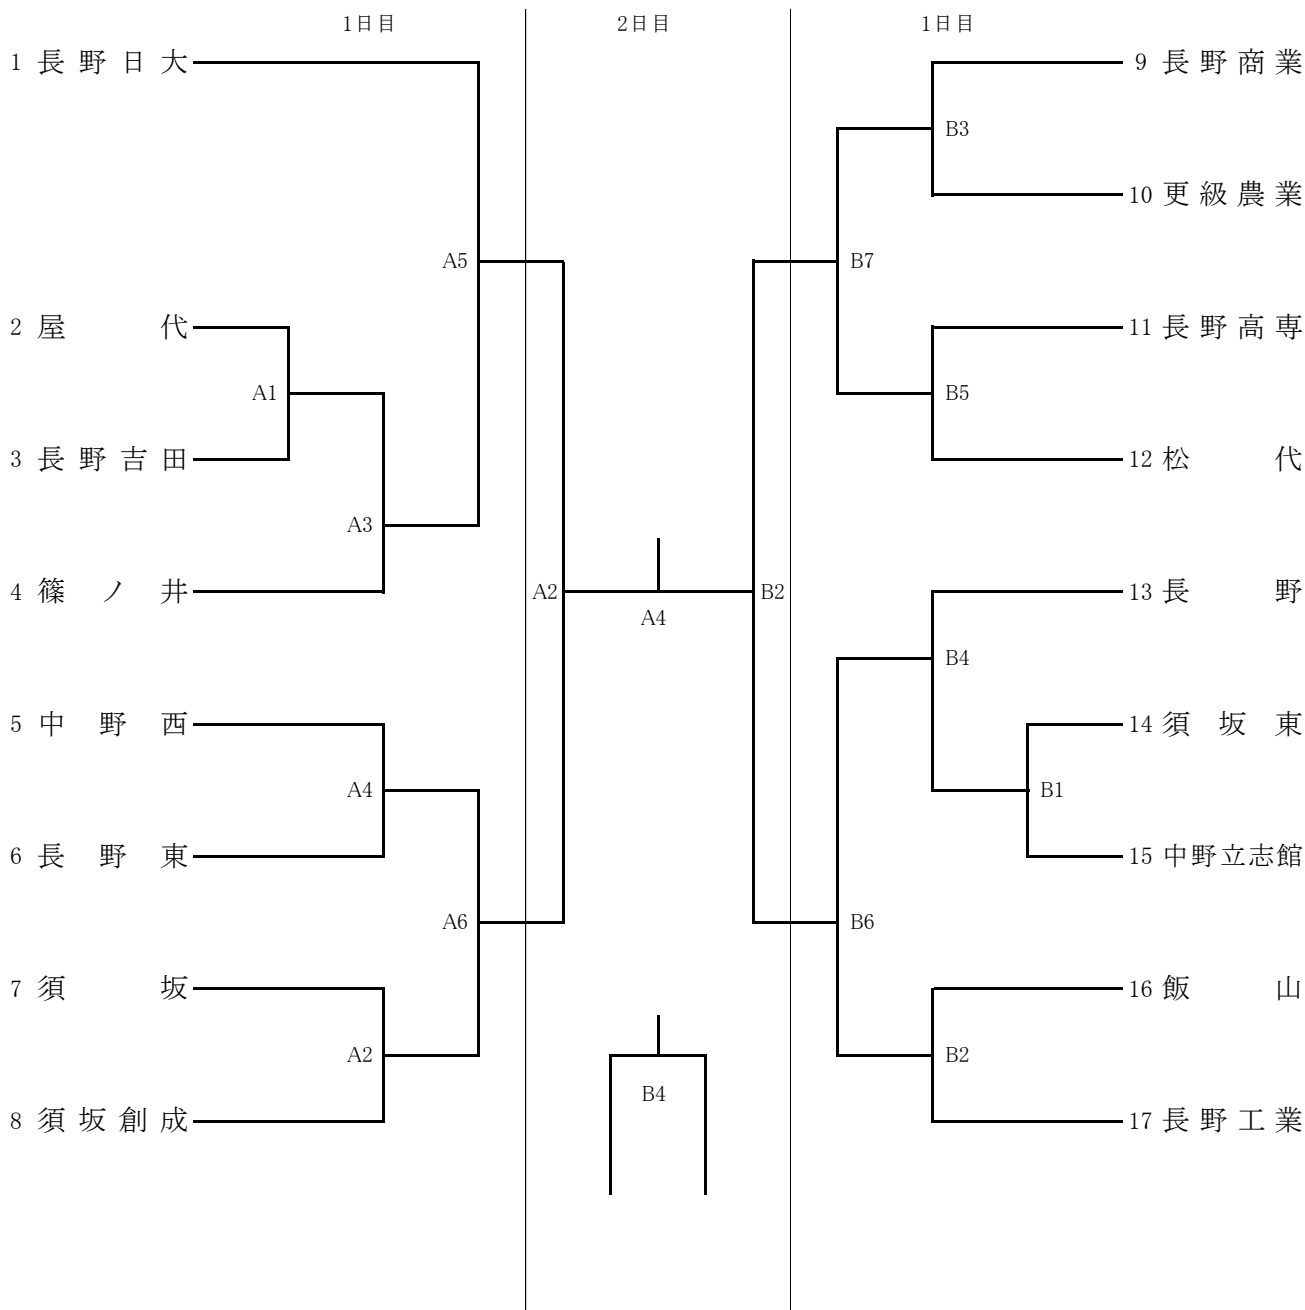 1日目
2日目
1日目
1 長野日大
9 長野商業
B3
10 更級農業
A5
B7
2 屋代
11 長野高専
A1
B5
3 長野吉田
12 松代
A3
4 篠ノ井
A2
A4
B2
13 長野
B4
5 中野西
14 須坂東
A4
B1
6 長野東
15 中野立志館
A6
B6
7 須坂
16 飯山
A2
B2
B4
8 須坂創成
17 長野工業